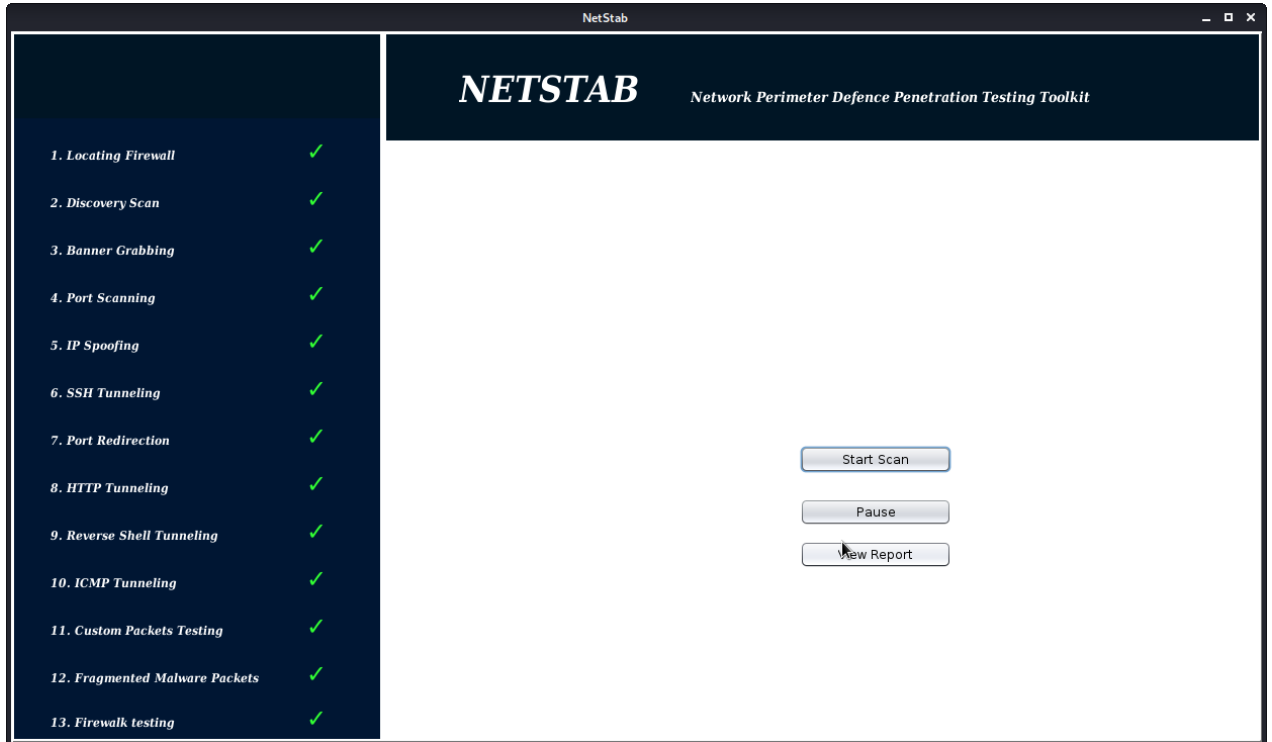 NetStab
NETSTAB Network Perimeter Defence Penetration Testing Toolkit
1. Locating Firewall ✓
2. Discovery Scan ✓
3. Banner Grabbing ✓
4. Port Scanning ✓
5. IP Spoofing ✓
6. SSH Tunneling ✓
7. Port Redirection ✓
8. HTTP Tunneling ✓
9. Reverse Shell Tunneling ✓
10. ICMP Tunneling ✓
11. Custom Packets Testing ✓
12. Fragmented Malware Packets ✓
13. Firewalk testing ✓
Start Scan
Pause
View Report